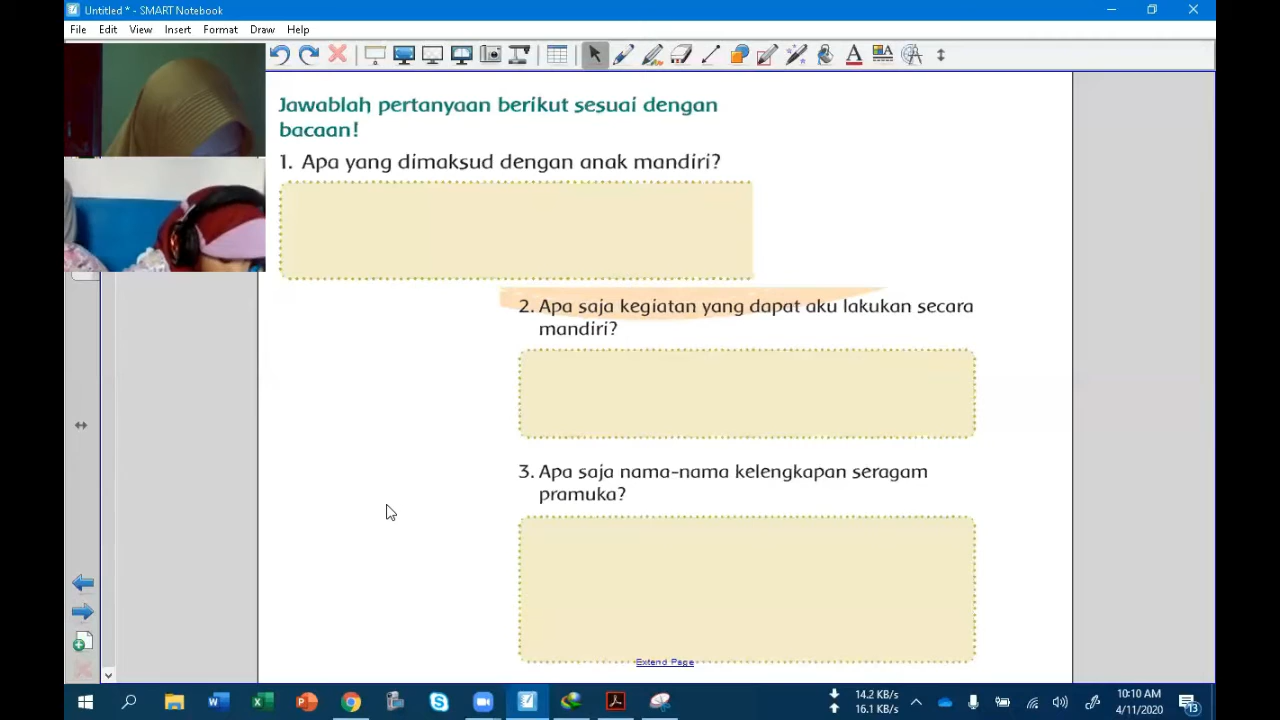 Untitled * - SMART Notebook
File Edit View Insert Format Draw Help
Jawablah pertanyaan berikut sesuai dengan
bacaan!
1. Apa yang dimaksud dengan anak mandiri?
2. Apa saja kegiatan yang dapat aku lakukan secara
mandiri?
3. Apa saja nama-nama kelengkapan seragam
pramuka?
Extend Page
14.2 KB/s
16.1 KB/s
10:10 AM
4/11/2020
13